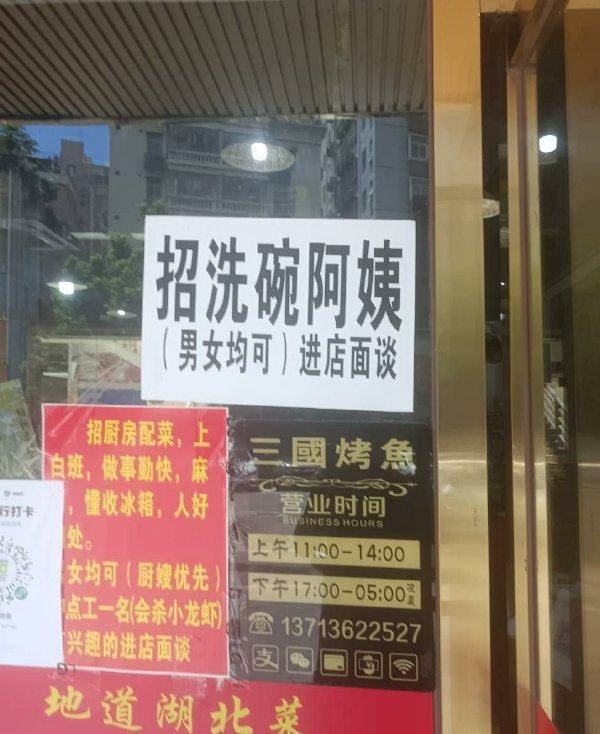 招洗碗阿姨
(男女均可)进店面谈
招厨房配菜，上
白班，做事勤快，麻
，懂收冰箱，人好
处。
女均可（厨嫂优先）
点工一名(会杀小龙虾)
兴趣的进店面谈
行打卡
三國烤魚
营业时间
BUSINESS HOURS
上午11:00-14:00
下午17:00-05:00
13713622527
地道湖北菜